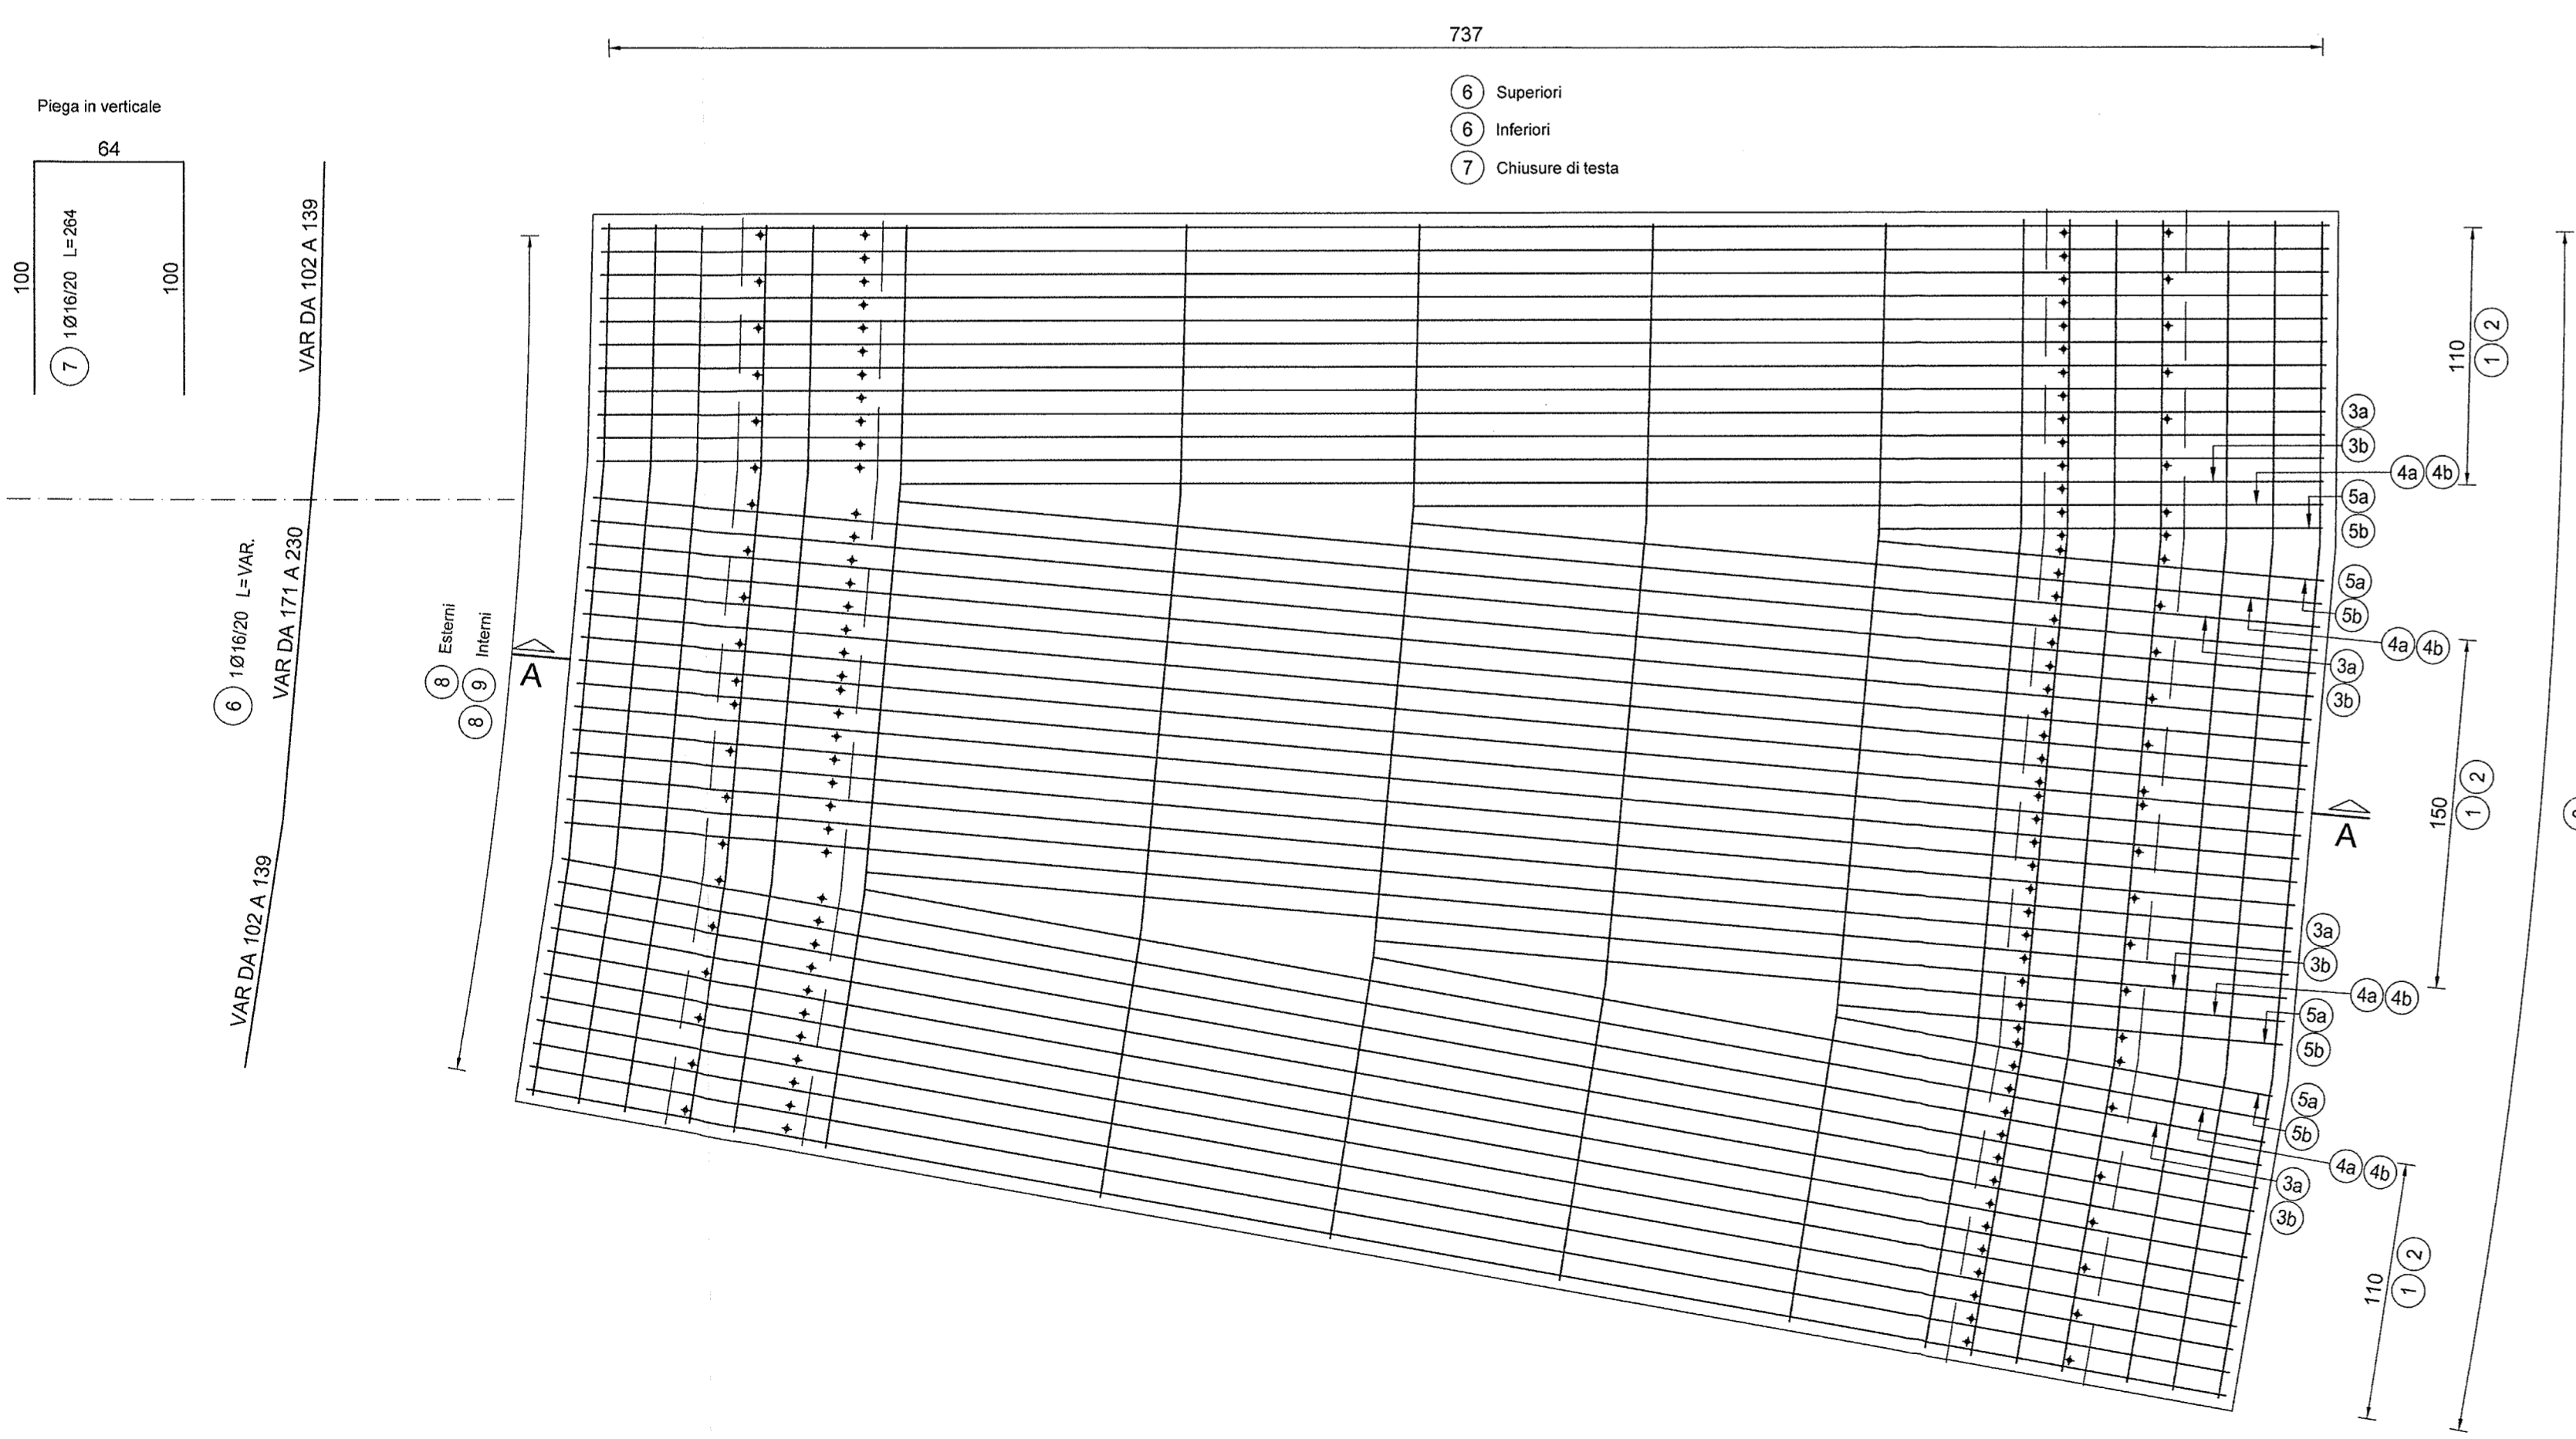 737
6 Superiori
6 Inferiori
7 Chiusure di testa
Piega in verticale
64
100
7 1Ø16/20 L=264
100
VAR DA 102 A 139
6 1Ø16/20 L=VAR.
VAR DA 171 A 230
VAR DA 102 A 139
8 Esterni
8 9 Interni
A
110
1 2
3a
3b
4a 4b
5a
5b
5a
5b
4a 4b
3a
3b
150
1 2
A
3a
3b
4a 4b
5a
5b
5a
5b
4a 4b
3a
3b
110
1 2